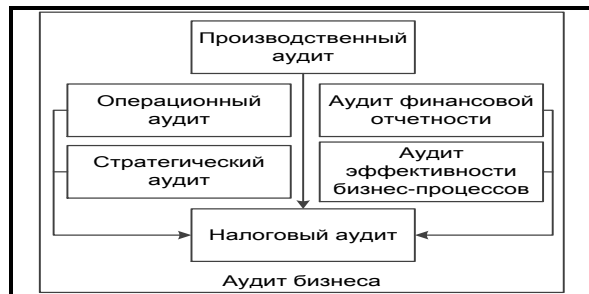 Производственный
аудит
Операционный
аудит
Аудит финансовой
отчетности
Стратегический
аудит
Аудит
эффективности
бизнес-процессов
Налоговый аудит
Аудит бизнеса